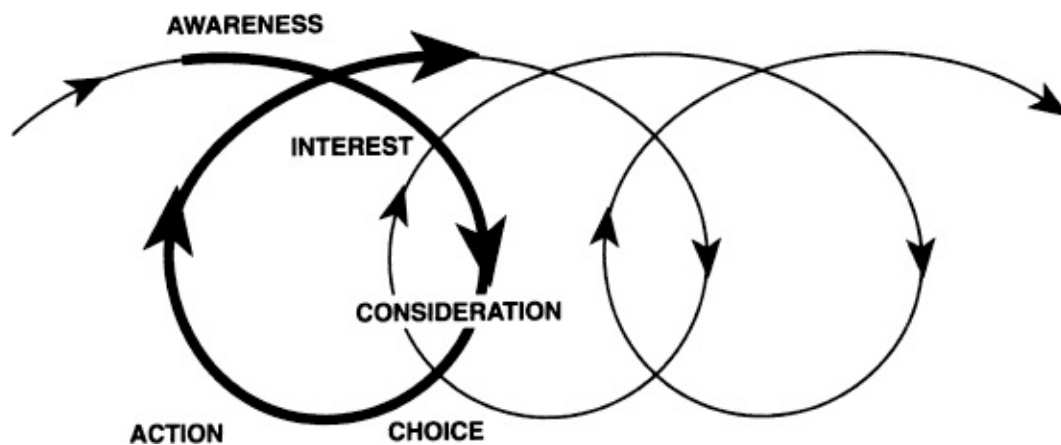 AWARENESS
INTEREST
CONSIDERATION
CHOICE
ACTION